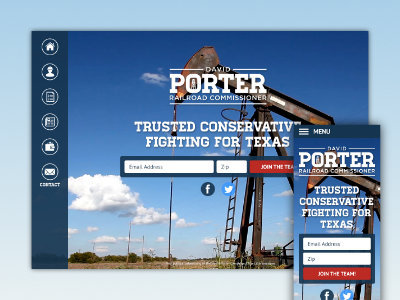 DAVID
PORTER
RAILROAD COMMISSIONER
TRUSTED CONSERVATIVE
FIGHTING FOR TEXAS
Email Address
Zip
JOIN THE TEAM
CONTACT
MENU
DAVID
PORTER
RAILROAD COMMISSIONER
TRUSTED
CONSERVATIVE
FIGHTING FOR
TEXAS
Email Address
Zip
JOIN THE TEAM!